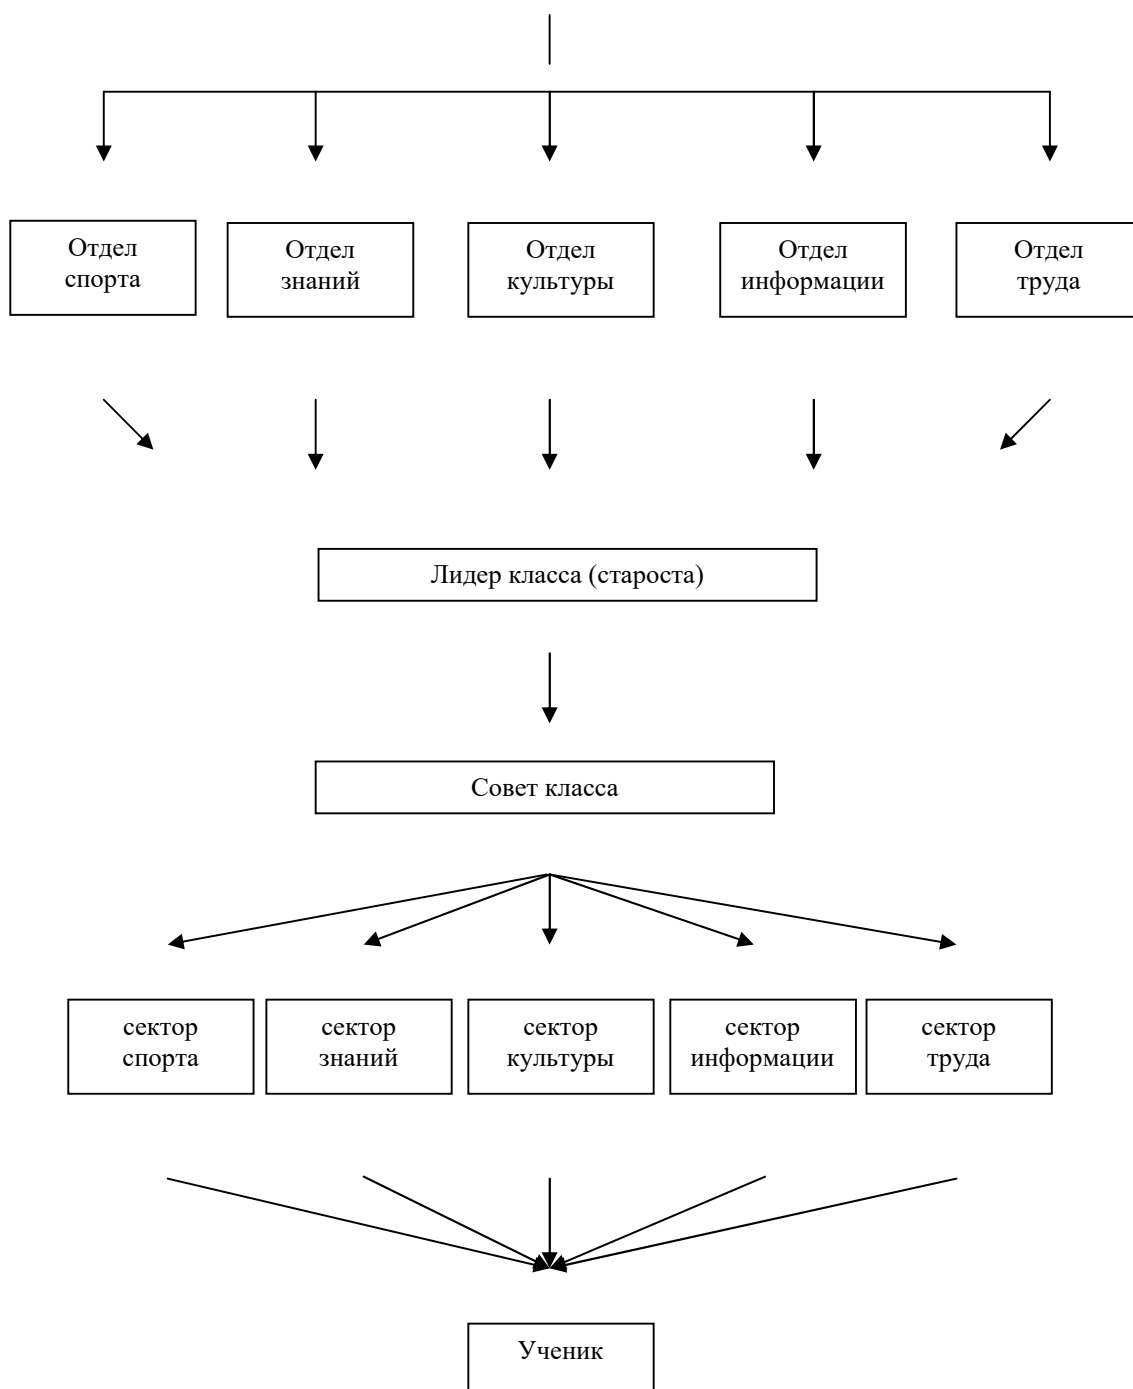 Отдел
спорта
Отдел
знаний
Отдел
культуры
Отдел
информации
Отдел
труда
Лидер класса (староста)
Совет класса
сектор
спорта
сектор
знаний
сектор
культуры
сектор
информации
сектор
труда
Ученик